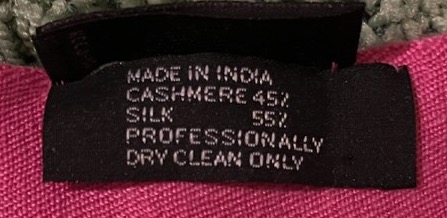 MADE IN INDIA
CASHMERE 45%
SILK 55%
PROFESSIONALLY
DRY CLEAN ONLY